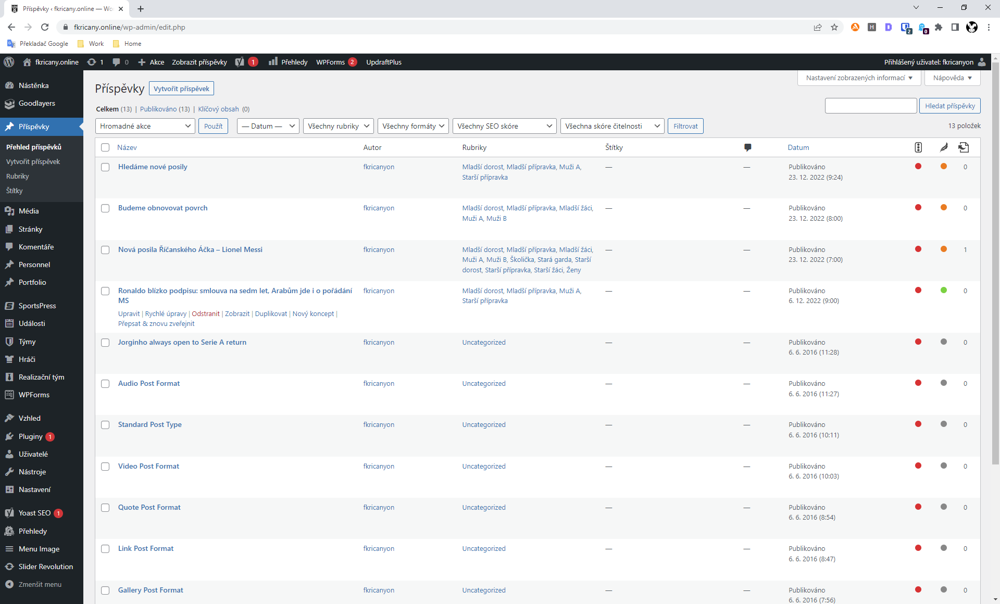 Příspěvky ‹ fkricany.online — Wo
fkricany.online/wp-admin/edit.php
H
D
2
0
Překladač Google
Work
Home
fkricany.online
1
0
Akce
Zobrazit příspěvky
1
Přehledy
WPForms 2
UpdraftPlus
Přihlášený uživatel: fkricanyon
Nástěnka
Goodlayers
Příspěvky
Přehled příspěvků
Vytvořit příspěvek
Rubriky
Štítky
Média
Stránky
Komentáře
Personnel
Portfolio
SportsPress
Události
Týmy
Hráči
Realizační tým
WPForms
Vzhled
Pluginy 1
Uživatelé
Nástroje
Nastavení
Yoast SEO 1
Přehledy
Menu Image
Slider Revolution
Zmenšit menu
Nastavení zobrazených informací
Nápověda
Příspěvky
Vytvořit příspěvek
Celkem (13) | Publikováno (13) | Klíčový obsah (0)
Hledat příspěvky
Hromadné akce
Použít
— Datum —
Všechny rubriky
Všechny formáty
Všechny SEO skóre
Všechna skóre čitelnosti
Filtrovat
13 položek
Název
Autor
Rubriky
Štítky
Datum
Hledáme nové posily
fkricanyon
Mladší dorost, Mladší přípravka, Muži A,
Starší přípravka
—
—
Publikováno
23. 12. 2022 (9:24)
0
Budeme obnovovat povrch
fkricanyon
Mladší dorost, Mladší přípravka, Mladší žáci,
Muži A, Muži B
—
—
Publikováno
23. 12. 2022 (8:00)
0
Nová posila Říčanského Áčka – Lionel Messi
fkricanyon
Mladší dorost, Mladší přípravka, Mladší žáci,
Muži A, Muži B, Školička, Stará garda, Starší
dorost, Starší přípravka, Starší žáci, Ženy
—
—
Publikováno
23. 12. 2022 (7:00)
1
Ronaldo blízko podpisu: smlouva na sedm let, Arabům jde i o pořádání
MS
Upravit | Rychlé úpravy | Odstranit | Zobrazit | Duplikovat | Nový koncept |
Přepsat & znovu zveřejnit
fkricanyon
Mladší dorost, Mladší přípravka, Muži A,
Starší přípravka
—
—
Publikováno
6. 12. 2022 (9:00)
0
Jorginho always open to Serie A return
fkricanyon
Uncategorized
—
—
Publikováno
6. 6. 2016 (11:28)
0
Audio Post Format
fkricanyon
Uncategorized
—
—
Publikováno
6. 6. 2016 (11:27)
0
Standard Post Type
fkricanyon
Uncategorized
—
—
Publikováno
6. 6. 2016 (10:11)
0
Video Post Format
fkricanyon
Uncategorized
—
—
Publikováno
6. 6. 2016 (10:03)
0
Quote Post Format
fkricanyon
Uncategorized
—
—
Publikováno
6. 6. 2016 (8:54)
0
Link Post Format
fkricanyon
Uncategorized
—
—
Publikováno
6. 6. 2016 (8:47)
0
Gallery Post Format
fkricanyon
Uncategorized
—
—
Publikováno
6. 6. 2016 (7:56)
0